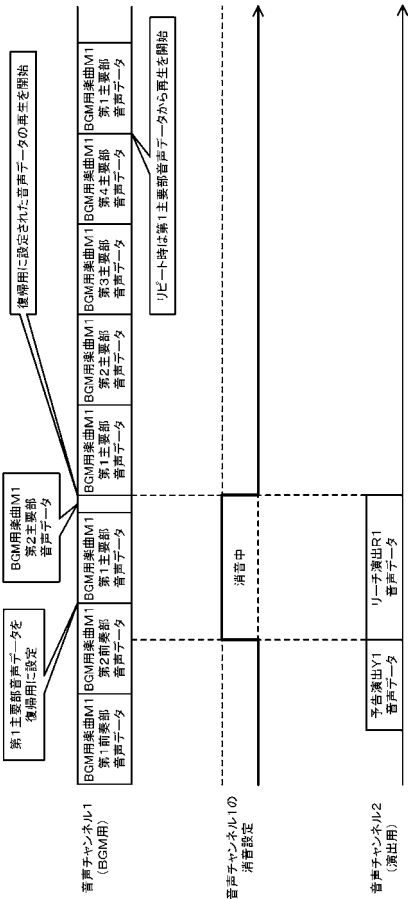 第1主要部音声データを
復帰用に設定
BGM用楽曲M1
第2主要部
音声データ
復帰用に設定された音声データの再生を開始
音声チャンネル1
(BGM用)
BGM用楽曲M1
第1前奏部
音声データ
BGM用楽曲M1
第2前奏部
音声データ
BGM用楽曲M1
第1主要部
音声データ
BGM用楽曲M1
第1主要部
音声データ
BGM用楽曲M1
第2主要部
音声データ
BGM用楽曲M1
第3主要部
音声データ
BGM用楽曲M1
第4主要部
音声データ
BGM用楽曲M1
第1主要部
音声データ
リピート時は第1主要部音声データから再生を開始
音声チャンネル1の
消音設定
消音中
音声チャンネル2
(演出用)
予告演出Y1
音声データ
リーチ演出R1
音声データ